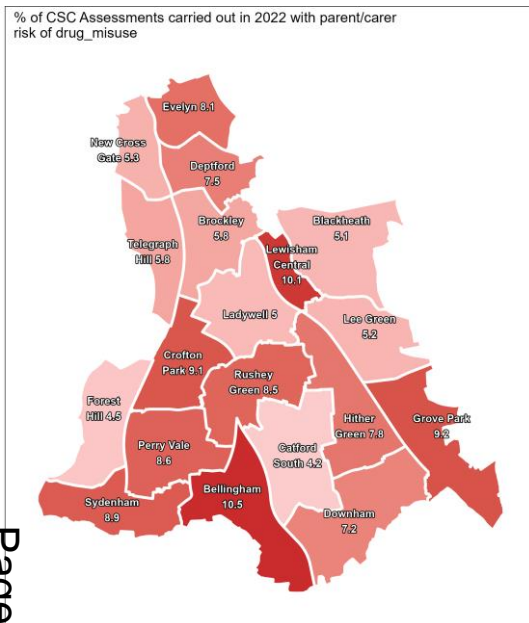 % of CSC Assessments carried out in 2022 with parent/carer
risk of drug_misuse
Evelyn 8.1
New Cross
Gate 5.3
Deptford
7.5
Brockley
5.8
Blackheath
5.1
Telegraph
Hill 5.8
Lewisham
Central
10.1
Ladywell 5
Lee Green
5.2
Crofton
Park 9.1
Rushey
Green 8.5
Forest
Hill 4.5
Hither
Green 7.8
Grove Park
9.2
Perry Vale
8.6
Catford
South 4.2
Bellingham
10.5
Sydenham
8.9
Downham
7.2
Page